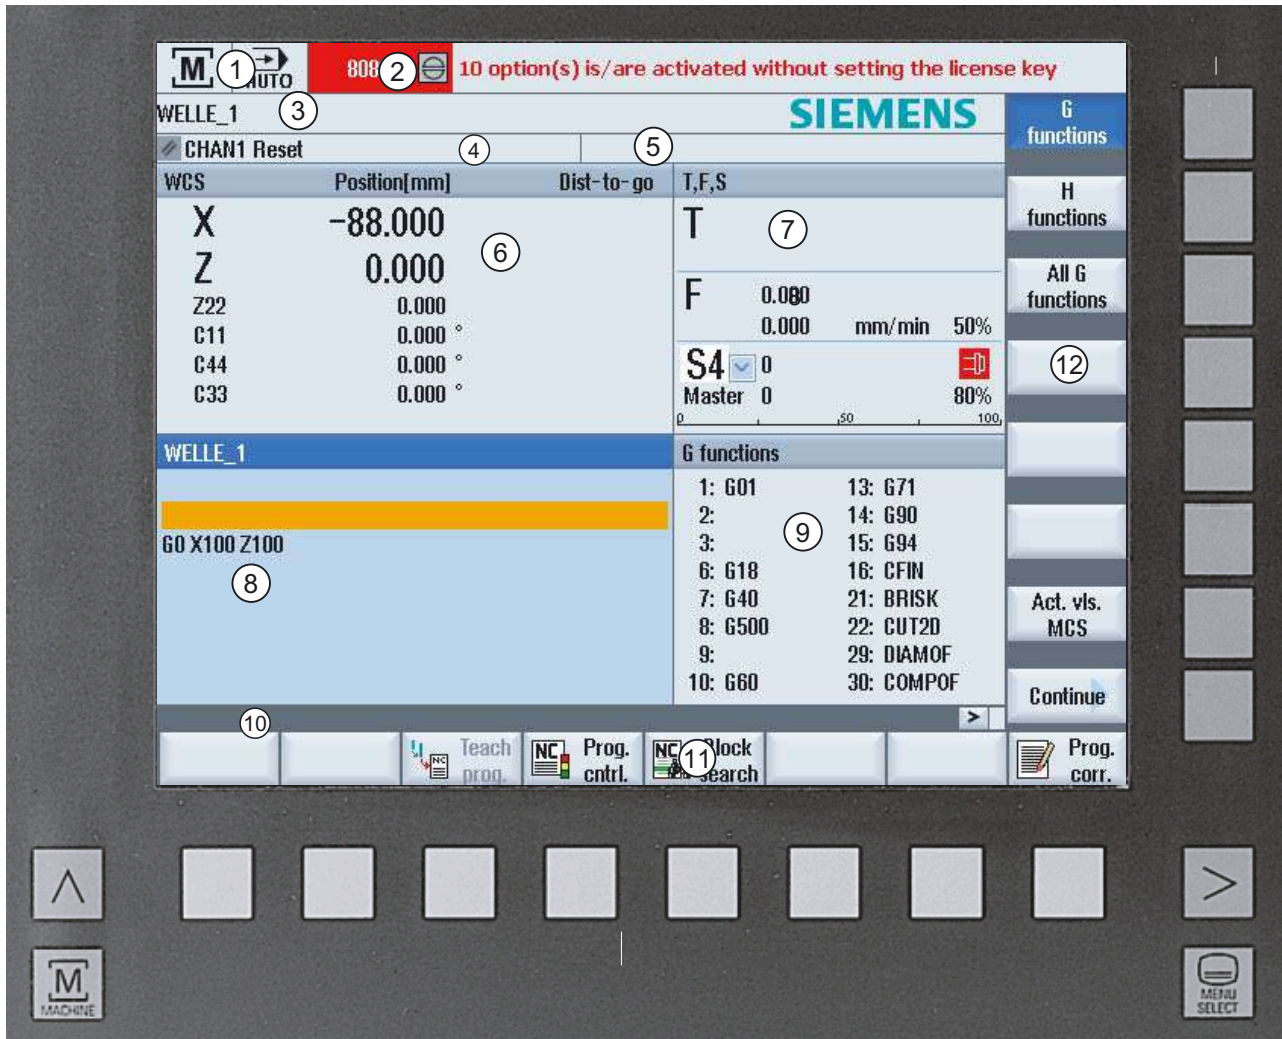 M 1 AUTO 808 2 10 option(s) is/are activated without setting the license key
WELLE_1 3 SIEMENS
CHAN1 Reset 4 5
WCS Position[mm] Dist-to-go
X -88.000
Z 0.000
6
Z22 0.000
C11 0.000 °
C44 0.000 °
C33 0.000 °
T,F,S
T 7
F 0.000
0.000 mm/min 50%
S4 0
Master 0 80%
0 50 100
WELLE_1
G0 X100 Z100
8
G functions
1: G01 13: G71
2: 14: G90
3: 9 15: G94
6: G18 16: CFIN
7: G40 21: BRISK
8: G500 22: CUT2D
9: 29: DIAMOF
10: G60 30: COMPOF
G
functions
H
functions
All G
functions
12
Act. vls.
MCS
Continue
10 >
Teach
prog.
NC Prog.
cntrl.
NC 11 Block
search
Prog.
corr.
∧ >
M
MACHINE
MENU
SELECT